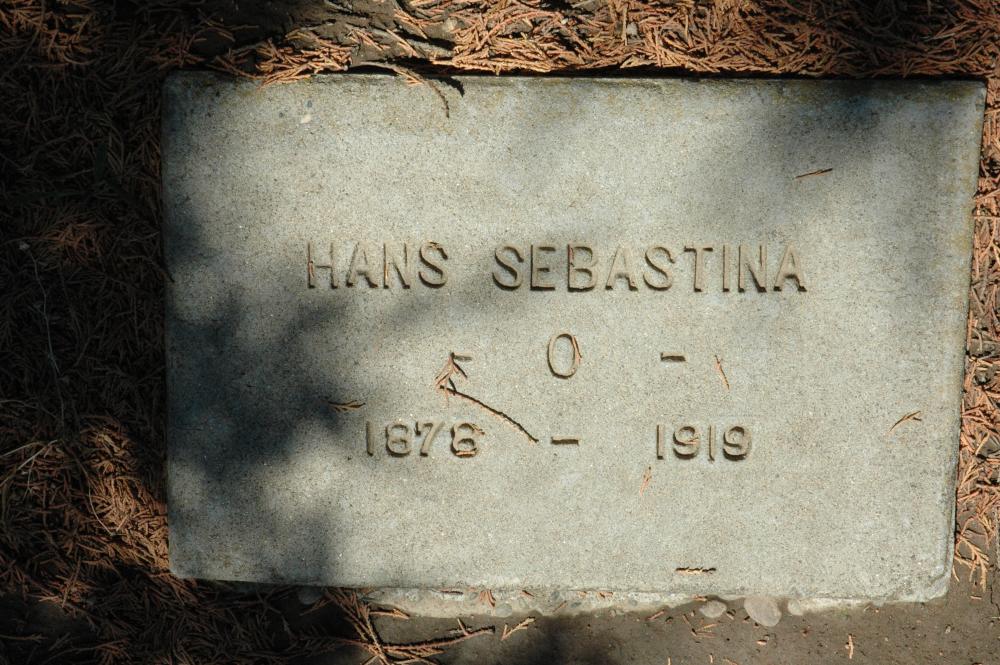 HANS SEBASTINA
- O -
1878 - 1919